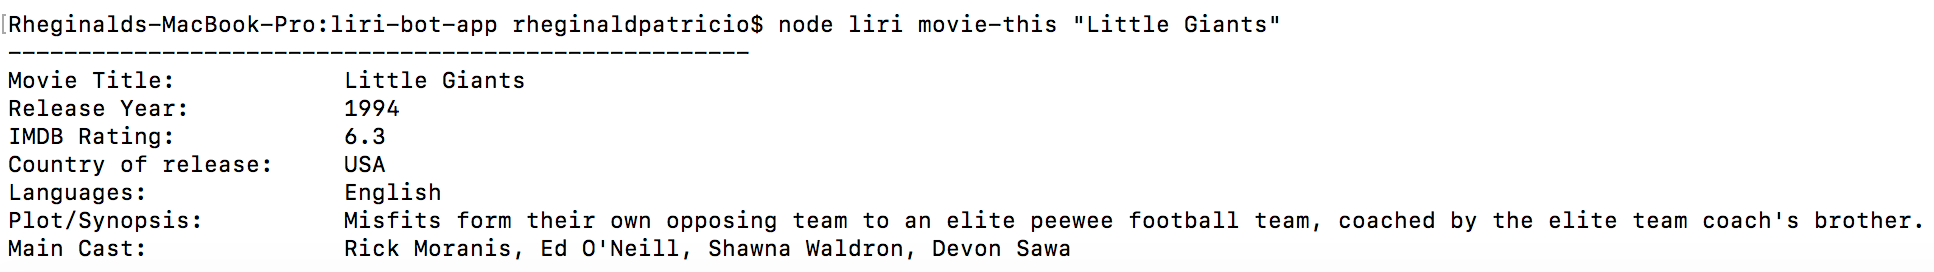 [Rheginalds-MacBook-Pro:liri-bot-app rheginaldpatricio$ node liri movie-this "Little Giants"
-----------------------------------------------------
Movie Title: Little Giants
Release Year: 1994
IMDB Rating: 6.3
Country of release: USA
Languages: English
Plot/Synopsis: Misfits form their own opposing team to an elite peewee football team, coached by the elite team coach's brother.
Main Cast: Rick Moranis, Ed O'Neill, Shawna Waldron, Devon Sawa